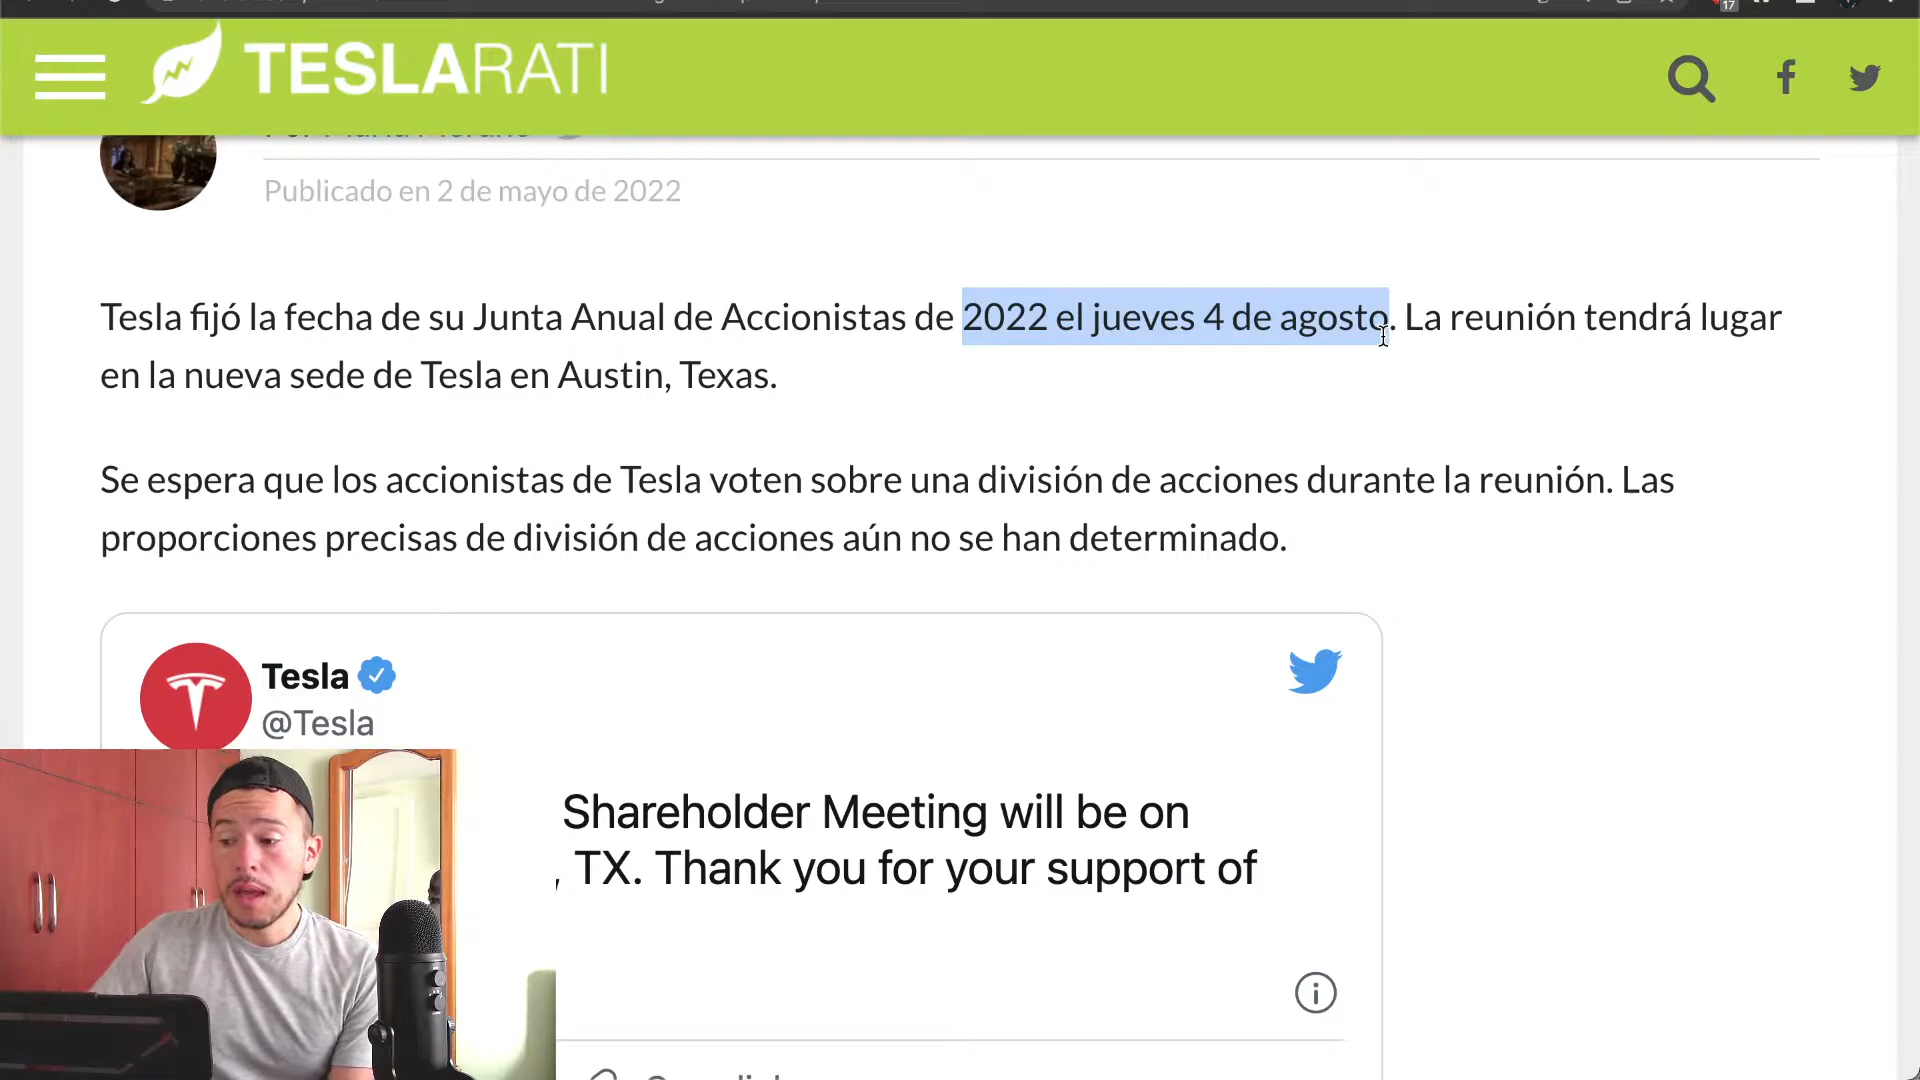 17
TESLARATI
Publicado en 2 de mayo de 2022
Tesla fijó la fecha de su Junta Anual de Accionistas de 2022 el jueves 4 de agosto. La reunión tendrá lugar
en la nueva sede de Tesla en Austin, Texas.
Se espera que los accionistas de Tesla voten sobre una división de acciones durante la reunión. Las
proporciones precisas de división de acciones aún no se han determinado.
Tesla
@Tesla
Shareholder Meeting will be on
, TX. Thank you for your support of